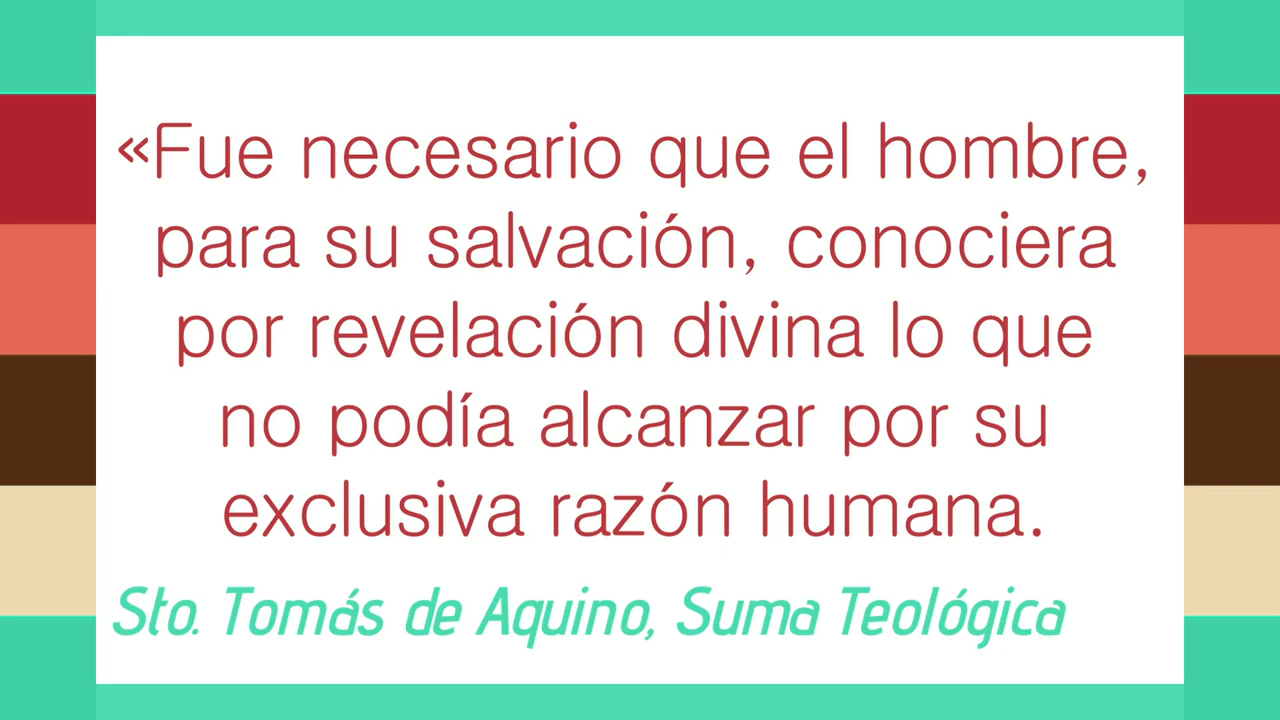 «Fue necesario que el hombre,
para su salvación, conociera
por revelación divina lo que
no podía alcanzar por su
exclusiva razón humana.
Sto. Tomás de Aquino, Suma Teológica